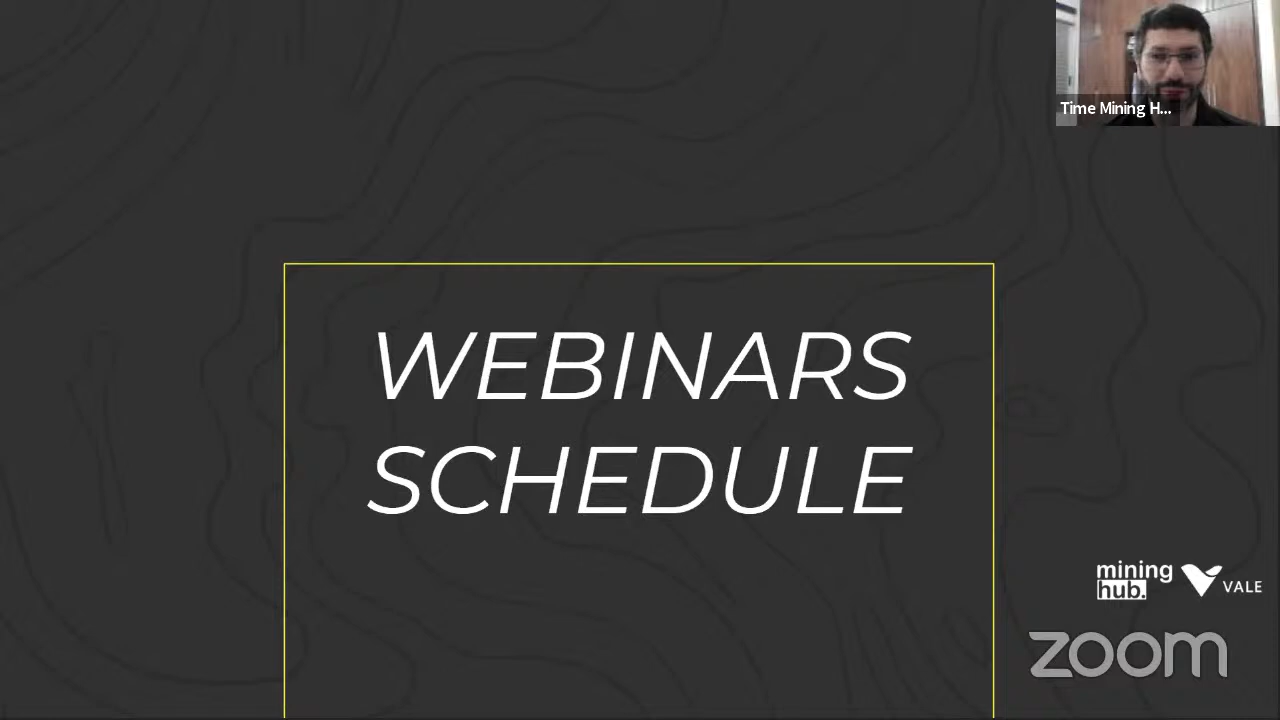 Time Mining H...
WEBINARS
SCHEDULE
mining
hub.
VALE
zoom